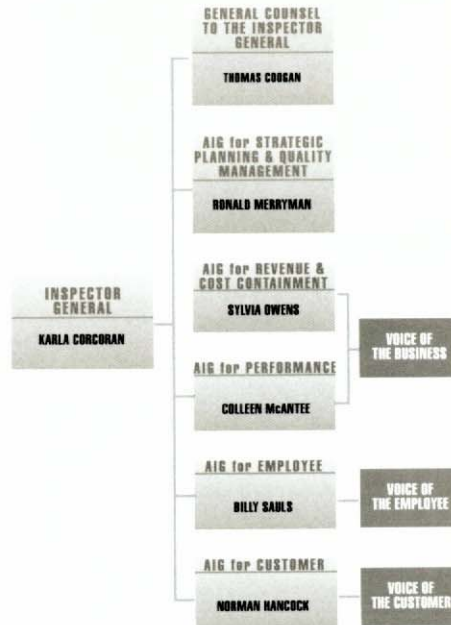 GENERAL COUNSEL
TO THE INSPECTOR
GENERAL
THOMAS COOGAN
AIG for STRATEGIC
PLANNING & QUALITY
MANAGEMENT
RONALD MERRYMAN
AIG for REVENUE &
COST CONTAINMENT
SYLVIA OWENS
INSPECTOR
GENERAL
KARLA CORCORAN
VOICE OF
THE BUSINESS
AIG for PERFORMANCE
COLLEEN McANTEE
AIG for EMPLOYEE
BILLY SAULS
VOICE OF
THE EMPLOYEE
AIG for CUSTOMER
NORMAN HANCOCK
VOICE OF
THE CUSTOMER